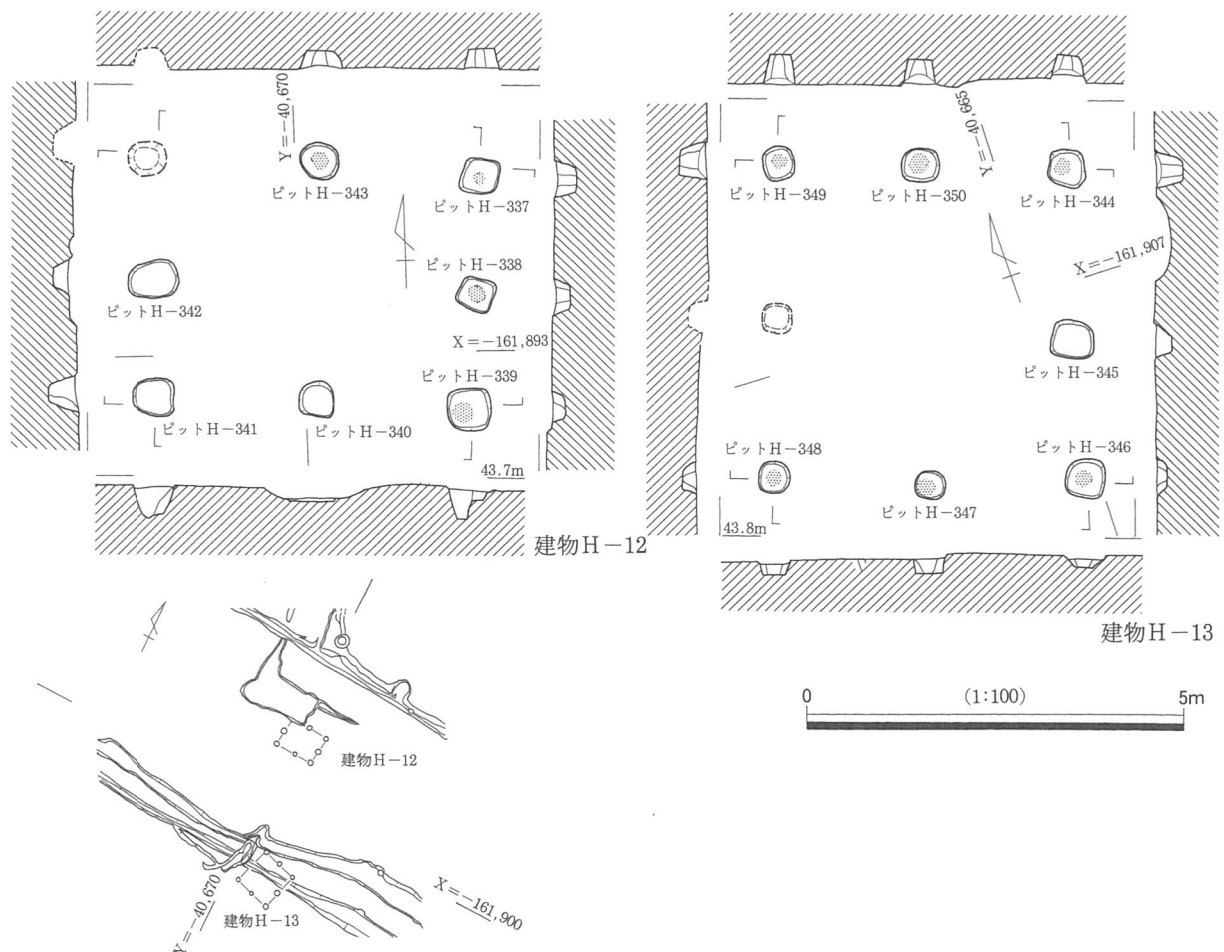 Y=-40,670
ピットH-343
ピットH-337
ピットH-338
ピットH-342
X=-161,893
ピットH-339
ピットH-341
ピットH-340
43.7m
建物H-12
Y=-40,665
ピットH-349
ピットH-350
ピットH-344
X=-161,907
ピットH-345
ピットH-348
ピットH-346
ピットH-347
43.8m
建物H-13
0 (1:100) 5m
建物H-12
Y=-40,670
建物H-13
X=-161,900